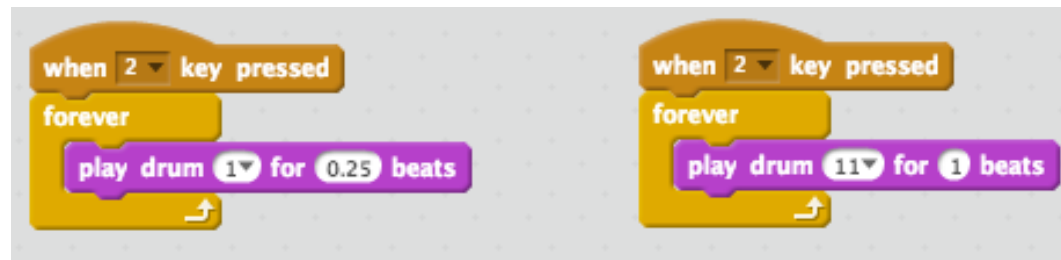 when 2 key pressed
forever
play drum 1 for 0.25 beats
when 2 key pressed
forever
play drum 11 for 1 beats